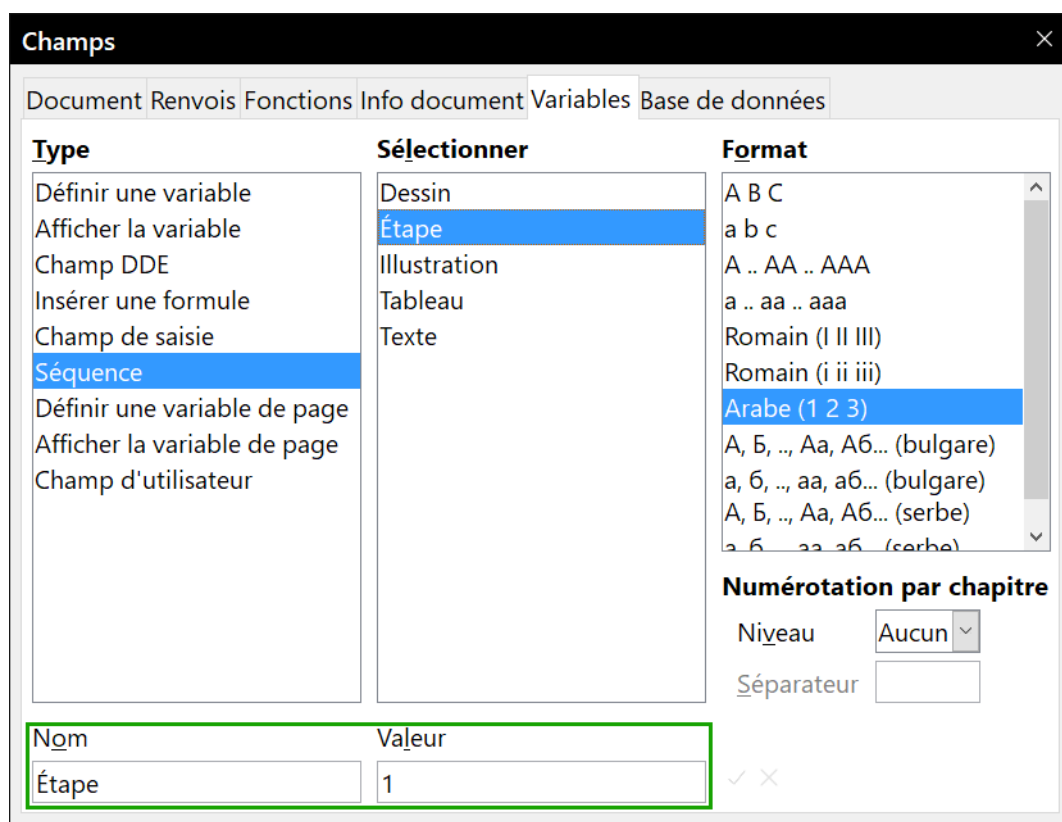 Champs
Document Renvois Fonctions Info document Variables Base de données
Type
Définir une variable
Afficher la variable
Champ DDE
Insérer une formule
Champ de saisie
Séquence
Définir une variable de page
Afficher la variable de page
Champ d'utilisateur
Sélectionner
Dessin
Étape
Illustration
Tableau
Texte
Format
A B C
a b c
A .. AA .. AAA
a .. aa .. aaa
Romain (I II III)
Romain (i ii iii)
Arabe (1 2 3)
А, Б, .., Аа, Аб... (bulgare)
а, б, .., аа, аб... (bulgare)
А, Б, .., Аа, Аб... (serbe)
а, б, .., аа, аб... (serbe)
Numérotation par chapitre
Niveau Aucun
Séparateur
Nom
Étape
Valeur
1